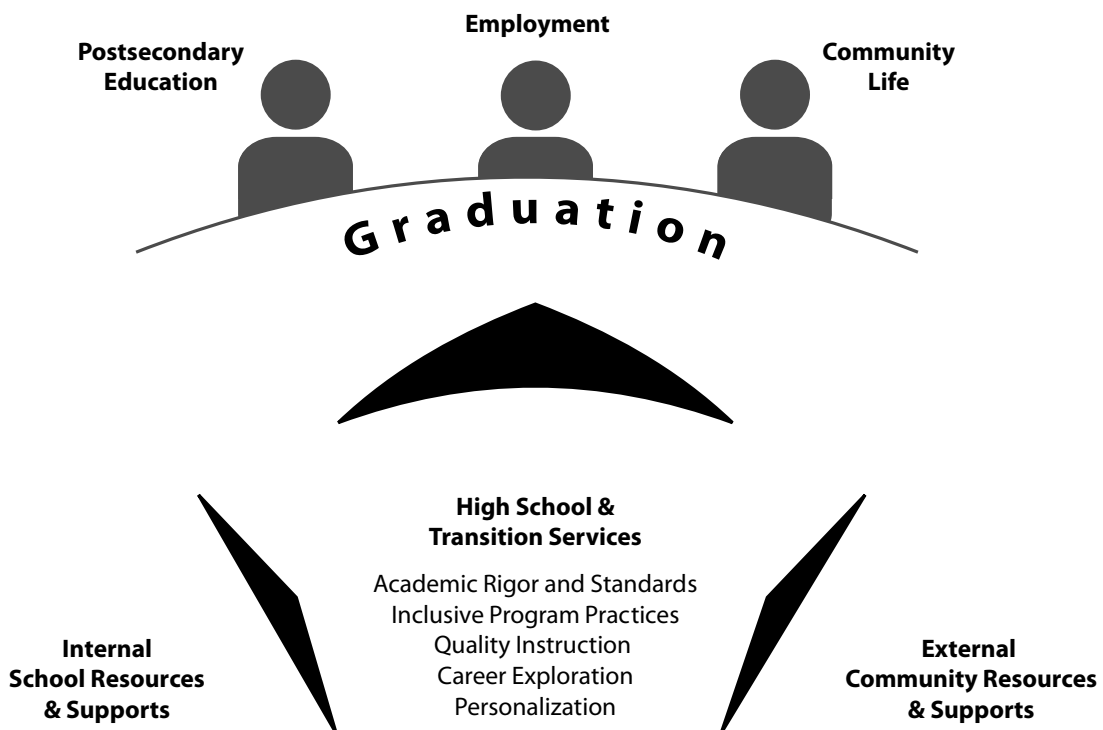 Employment
Postsecondary
Education
Community
Life
Graduation
High School &
Transition Services
Academic Rigor and Standards
Inclusive Program Practices
Quality Instruction
Career Exploration
Personalization
Internal
School Resources
& Supports
External
Community Resources
& Supports